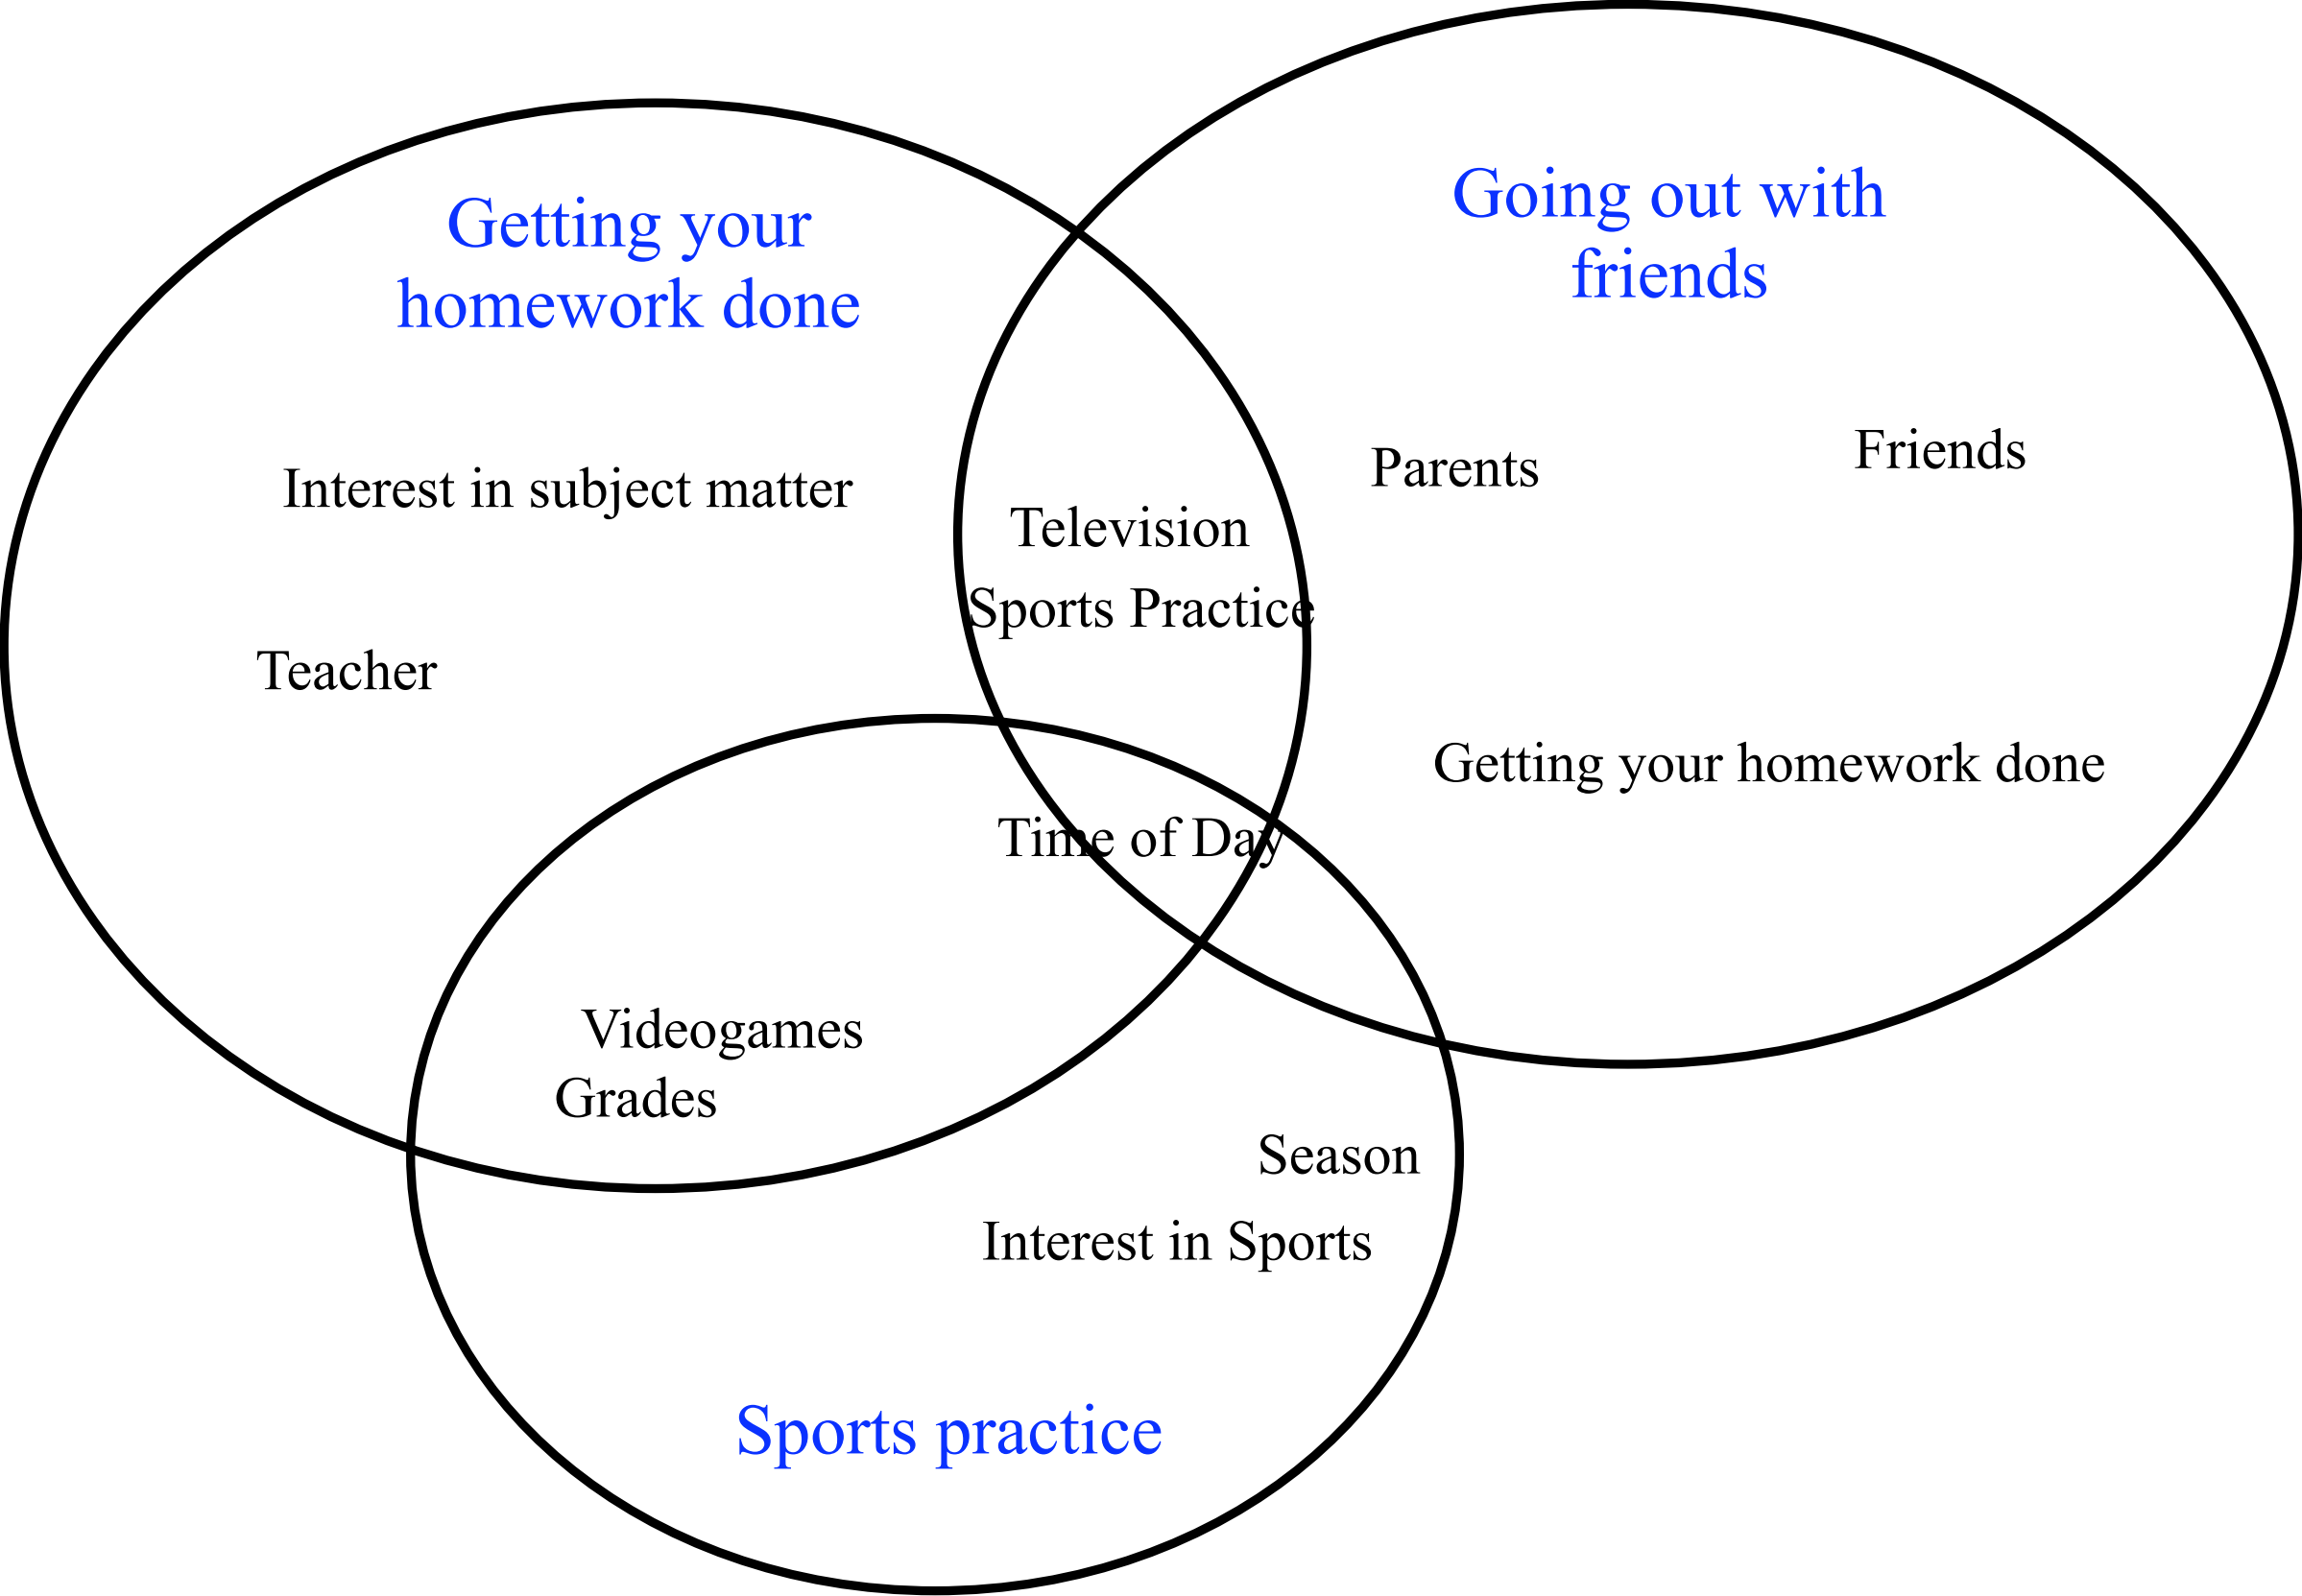 Getting your
homework done
Going out with
friends
Interest in subject matter
Parents
Friends
Television
Sports Practice
Teacher
Getting your homework done
Time of Day
Videogames
Grades
Season
Interest in Sports
Sports practice